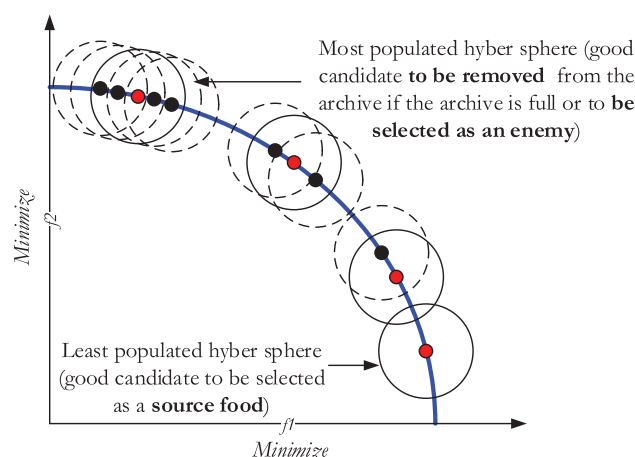 Most populated hyber sphere (good
candidate to be removed from the
archive if the archive is full or to be
selected as an enemy)
Minimize
f2
Least populated hyber sphere
(good candidate to be selected
as a source food)
f1
Minimize